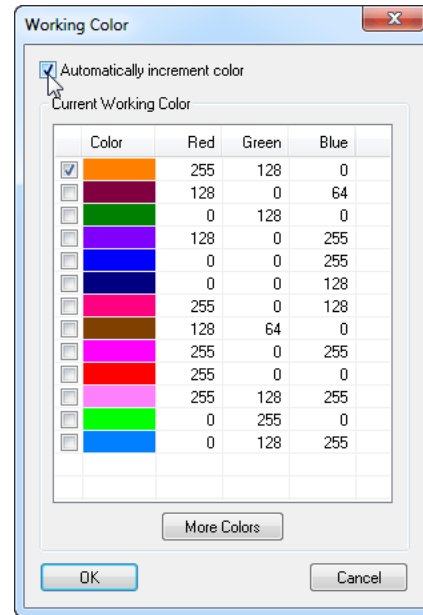 Working Color
Automatically increment color
Current Working Color
Color Red Green Blue
255 128 0
128 0 64
0 128 0
128 0 255
0 0 255
0 0 128
255 0 128
128 64 0
255 0 255
255 0 0
255 128 255
0 255 0
0 128 255
More Colors
OK Cancel